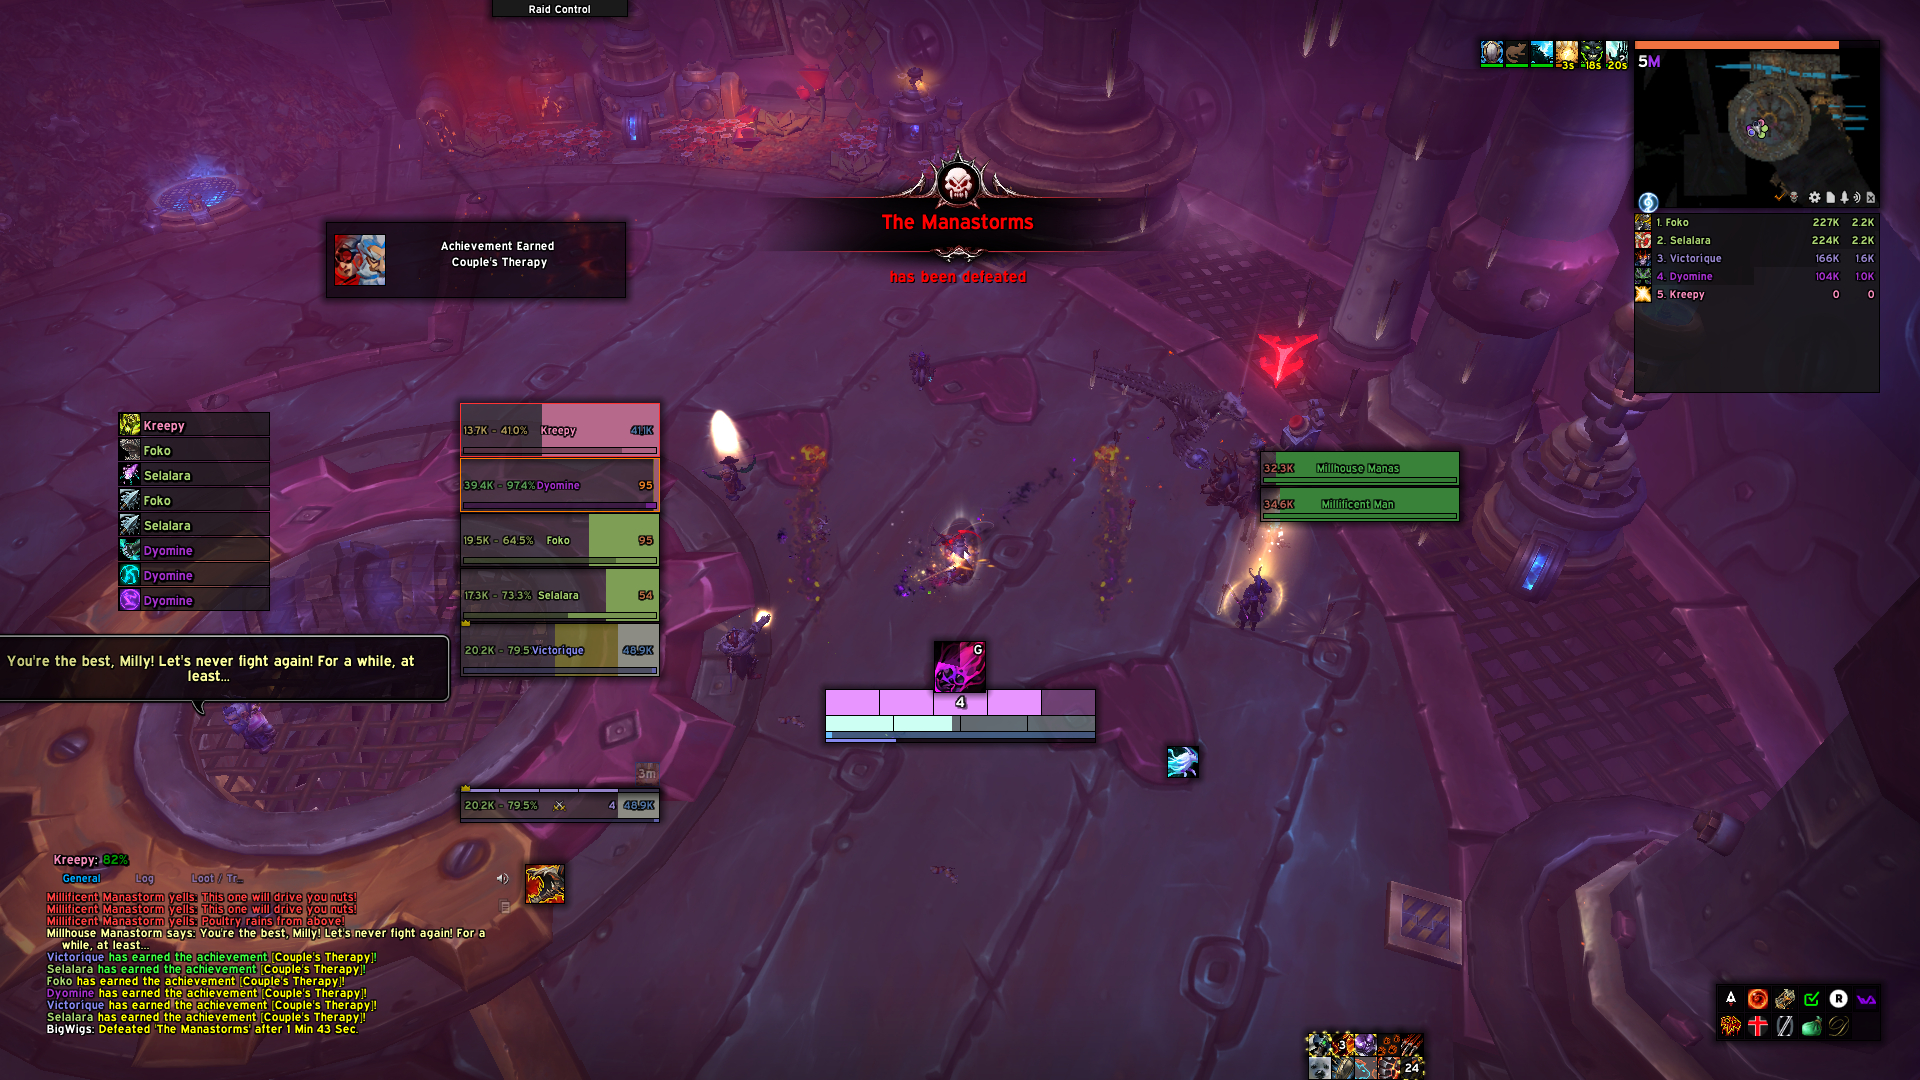 Raid Control
3s
18s
20s
5M
The Manastorms
has been defeated
Achievement Earned
Couple's Therapy
1. Foko 227K 2.2K
2. Selalara 224K 2.2K
3. Victorique 166K 1.6K
4. Dyomine 104K 1.0K
5. Kreepy 0 0
Kreepy
Foko
Selalara
Foko
Selalara
Dyomine
Dyomine
Dyomine
13.7K - 41.0% Kreepy 41.1K
39.4K - 97.4% Dyomine 95
19.5K - 64.5% Foko 95
17.3K - 73.3% Selalara 54
20.2K - 79.5 Victorique 48.9K
32.3K Millhouse Manas
34.6K Millificent Man
You're the best, Milly! Let's never fight again! For a while, at
least...
G
4
3m
20.2K - 79.5% 4 48.9K
Kreepy: 82%
General Log Loot / Tr...
Millificent Manastorm yells: This one will drive you nuts!
Millificent Manastorm yells: This one will drive you nuts!
Millificent Manastorm yells: Poultry rains from above!
Millhouse Manastorm says: You're the best, Milly! Let's never fight again! For a
while, at least...
Victorique has earned the achievement [Couple's Therapy]!
Selalara has earned the achievement [Couple's Therapy]!
Foko has earned the achievement [Couple's Therapy]!
Dyomine has earned the achievement [Couple's Therapy]!
Victorique has earned the achievement [Couple's Therapy]!
Selalara has earned the achievement [Couple's Therapy]!
BigWigs: Defeated 'The Manastorms' after 1 Min 43 Sec.
R
3
24